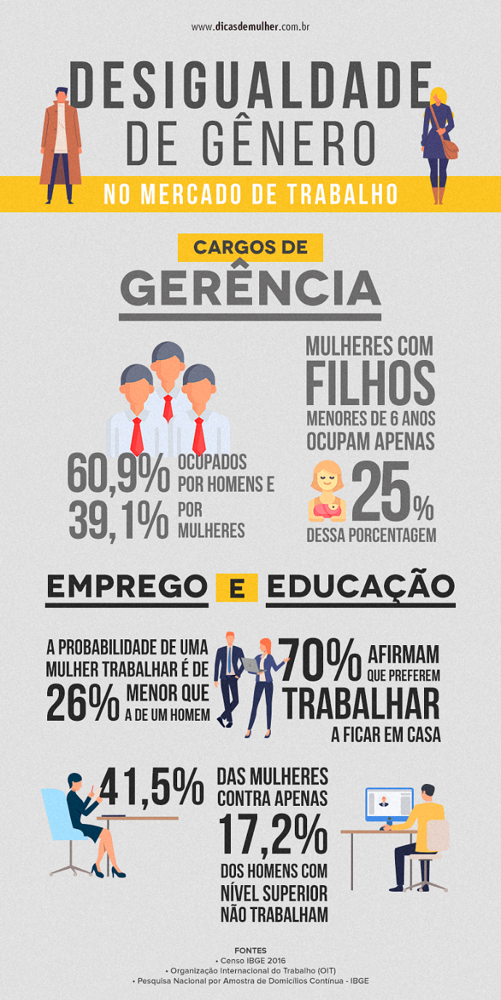 www.dicasdemulher.com.br
DESIGUALDADE
DE GÊNERO
NO MERCADO DE TRABALHO
CARGOS DE
GERÊNCIA
60,9% OCUPADOS
POR HOMENS E
39,1% POR
MULHERES
MULHERES COM
FILHOS
MENORES DE 6 ANOS
OCUPAM APENAS
25%
DESSA PORCENTAGEM
EMPREGO E EDUCAÇÃO
A PROBABILIDADE DE UMA
MULHER TRABALHAR É DE
26% MENOR QUE
A DE UM HOMEM
70% AFIRMAM
QUE PREFEREM
TRABALHAR
A FICAR EM CASA
41,5% DAS MULHERES
CONTRA APENAS
17,2%
DOS HOMENS COM
NÍVEL SUPERIOR
NÃO TRABALHAM
FONTES
• Censo IBGE 2016
• Organização Internacional do Trabalho (OIT)
• Pesquisa Nacional por Amostra de Domicílios Contínua - IBGE